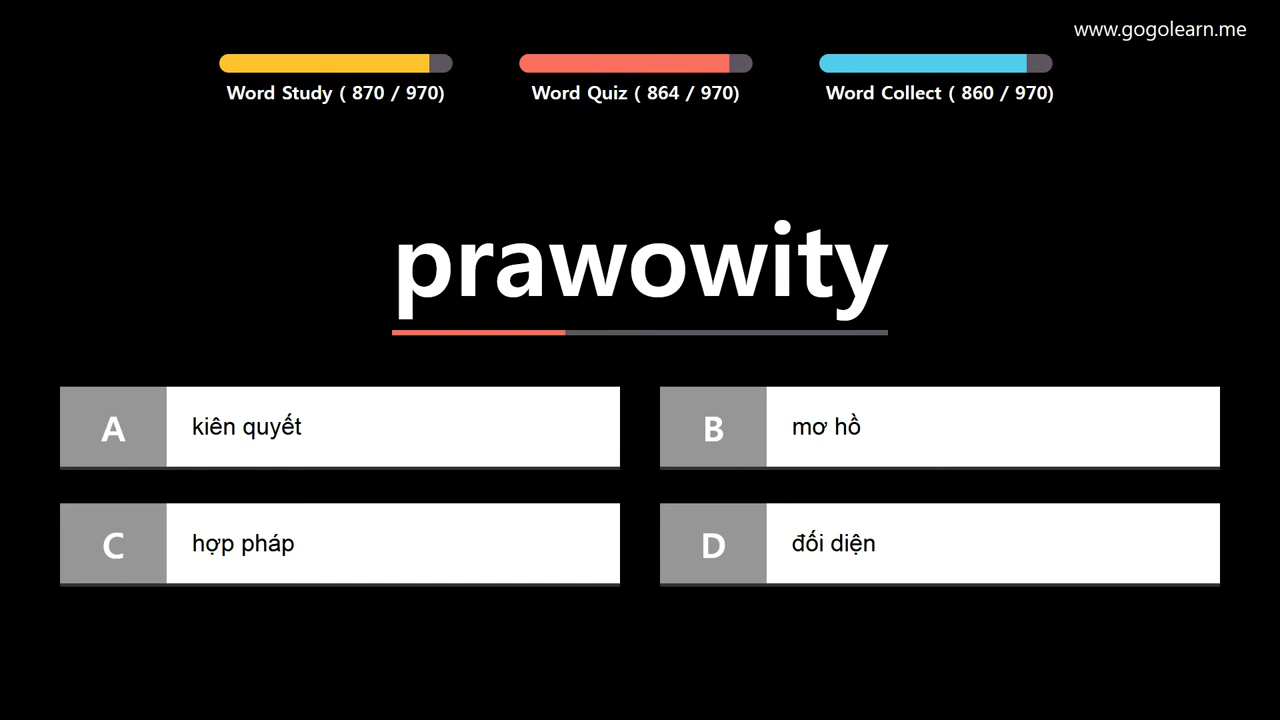 www.gogolearn.me
Word Study ( 870 / 970)
Word Quiz ( 864 / 970)
Word Collect ( 860 / 970)
prawowity
A kiên quyết
B mơ hồ
C hợp pháp
D đối diện